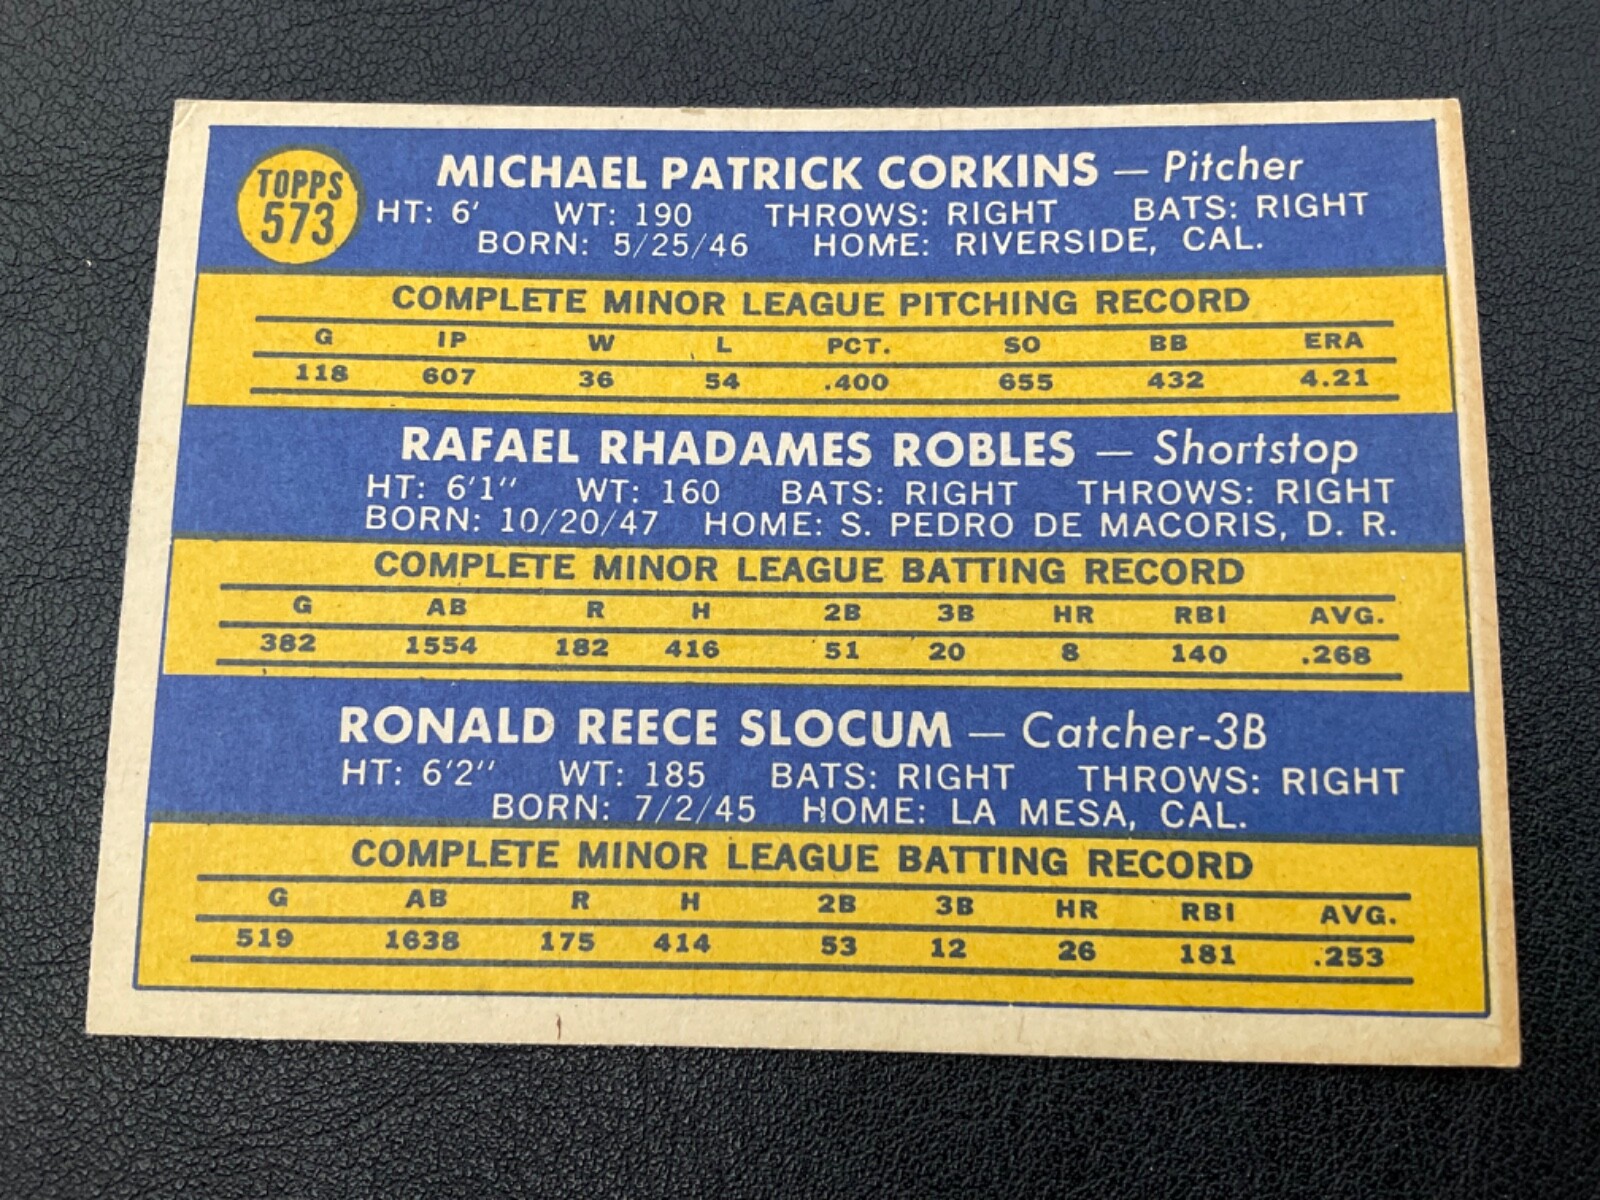 TOPPS
573
MICHAEL PATRICK CORKINS — Pitcher
HT: 6' WT: 190 THROWS: RIGHT BATS: RIGHT
BORN: 5/25/46 HOME: RIVERSIDE, CAL.
COMPLETE MINOR LEAGUE PITCHING RECORD
G IP W L PCT. SO BB ERA
118 607 36 54 .400 655 432 4.21
RAFAEL RHADAMES ROBLES — Shortstop
HT: 6'1" WT: 160 BATS: RIGHT THROWS: RIGHT
BORN: 10/20/47 HOME: S. PEDRO DE MACORIS, D. R.
COMPLETE MINOR LEAGUE BATTING RECORD
G AB R H 2B 3B HR RBI AVG.
382 1554 182 416 51 20 8 140 .268
RONALD REECE SLOCUM — Catcher-3B
HT: 6'2" WT: 185 BATS: RIGHT THROWS: RIGHT
BORN: 7/2/45 HOME: LA MESA, CAL.
COMPLETE MINOR LEAGUE BATTING RECORD
G AB R H 2B 3B HR RBI AVG.
519 1638 175 414 53 12 26 181 .253